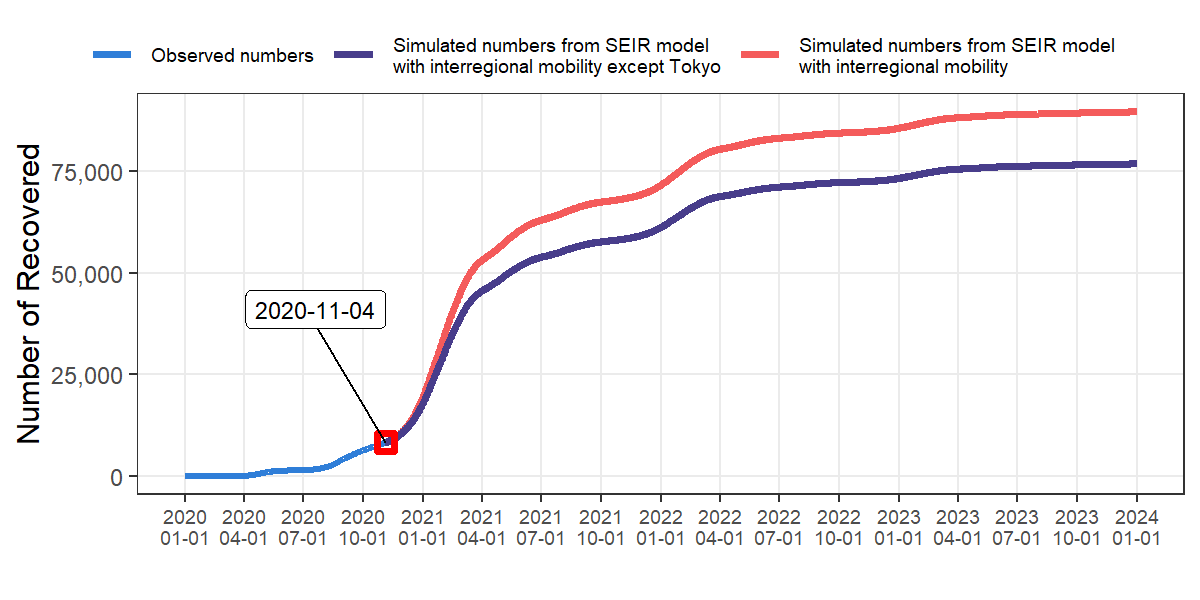 Observed numbers
Simulated numbers from SEIR model
with interregional mobility except Tokyo
Simulated numbers from SEIR model
with interregional mobility
Number of Recovered
75,000
50,000
25,000
0
2020-11-04
2020 2020 2020 2020 2021 2021 2021 2021 2022 2022 2022 2022 2023 2023 2023 2023 2024
01-01 04-01 07-01 10-01 01-01 04-01 07-01 10-01 01-01 04-01 07-01 10-01 01-01 04-01 07-01 10-01 01-01